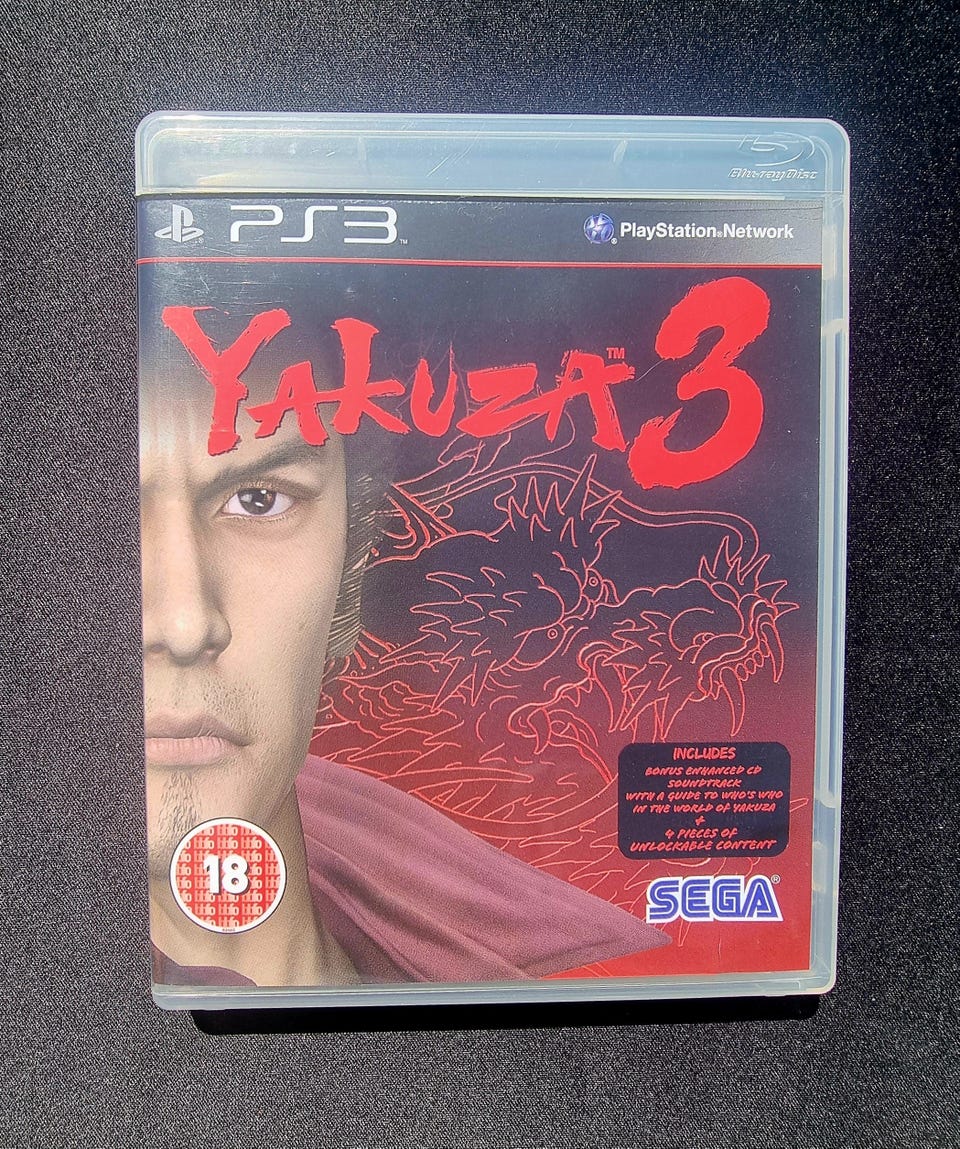 Blu-ray Disc
PS3™
PlayStation®Network
YAKUZA™ 3
INCLUDES
BONUS ENHANCED CD
SOUNDTRACK
WITH A GUIDE TO WHO'S WHO
IN THE WORLD OF YAKUZA
+
4 PIECES OF
UNLOCKABLE CONTENT
18
SEGA®